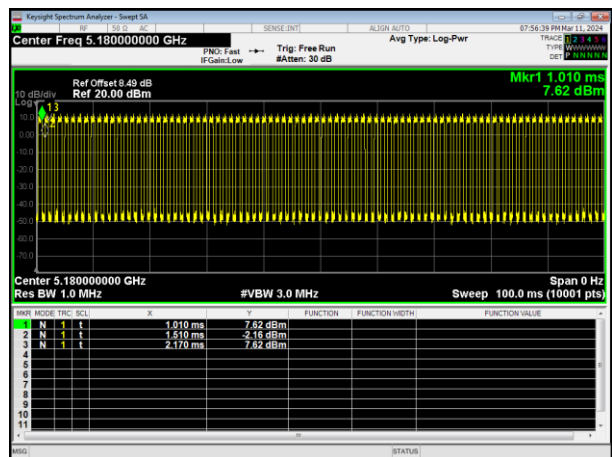 Keysight Spectrum Analyzer - Swept SA
RF 50 Ω AC SENSE:INT ALIGN AUTO 07:56:39 PM Mar 11, 2024
Center Freq 5.180000000 GHz Avg Type: Log-Pwr TRACE 1 2 3 4 5 6
PNO: Fast Trig: Free Run TYPE WWWWWW
IFGain:Low #Atten: 30 dB DET P NNNNN
Mkr1 1.010 ms
Ref Offset 8.49 dB
10 dB/div Ref 20.00 dBm 7.62 dBm
Log
1 3
10.0
0.00
2
-10.0
-20.0
-30.0
-40.0
-50.0
-60.0
-70.0
Center 5.180000000 GHz Span 0 Hz
Res BW 1.0 MHz #VBW 3.0 MHz Sweep 100.0 ms (10001 pts)
MKR MODE TRC SCL X Y FUNCTION FUNCTION WIDTH FUNCTION VALUE
1 N 1 t 1.010 ms 7.62 dBm
2 N 1 t 1.510 ms -2.16 dBm
3 N 1 t 2.170 ms 7.62 dBm
4
5
6
7
8
9
10
11
MSG STATUS